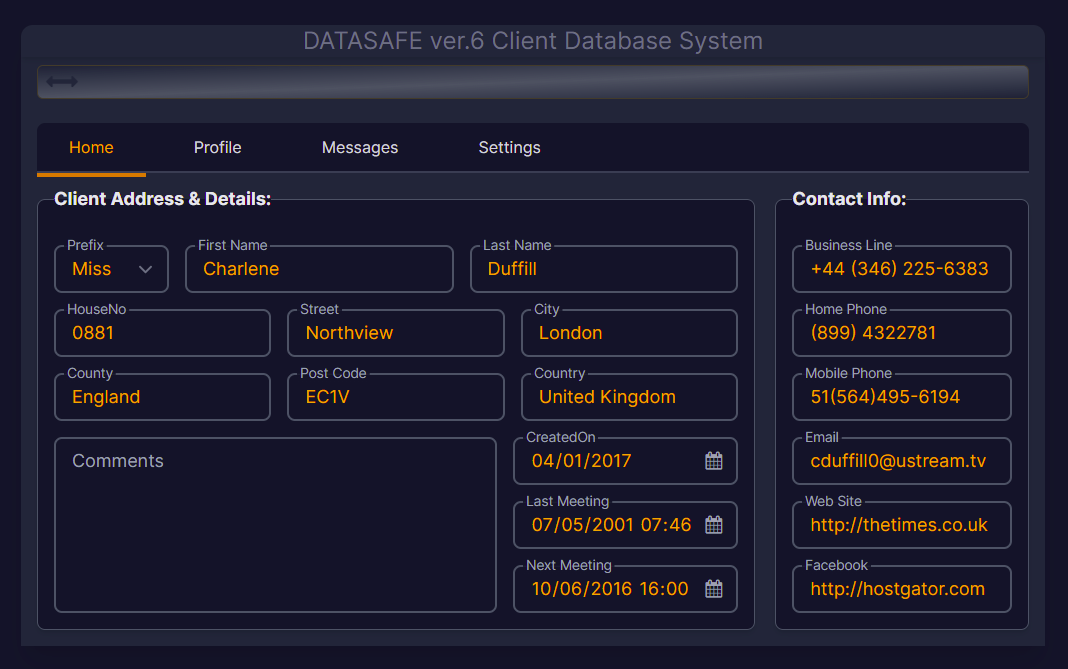 DATASAFE ver.6 Client Database System
Home Profile Messages Settings
Client Address & Details:
Prefix First Name Last Name
Miss Charlene Duffill
HouseNo Street City
0881 Northview London
County Post Code Country
England EC1V United Kingdom
Comments
CreatedOn
04/01/2017
Last Meeting
07/05/2001 07:46
Next Meeting
10/06/2016 16:00
Contact Info:
Business Line
+44 (346) 225-6383
Home Phone
(899) 4322781
Mobile Phone
51(564)495-6194
Email
cduffill0@ustream.tv
Web Site
http://thetimes.co.uk
Facebook
http://hostgator.com